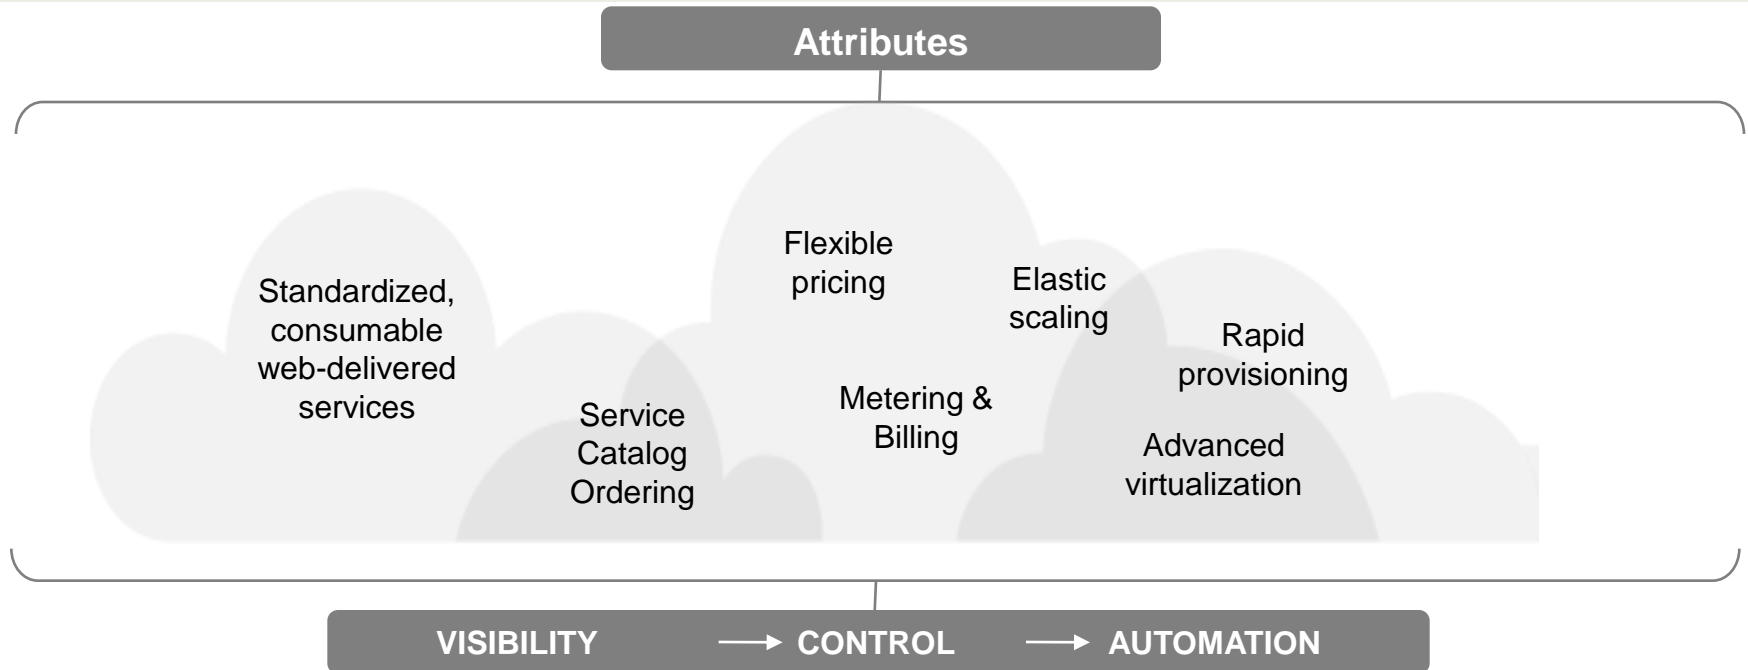 Attributes
Standardized,
consumable
web-delivered
services
Service
Catalog
Ordering
Flexible
pricing
Metering &
Billing
Elastic
scaling
Rapid
provisioning
Advanced
virtualization
VISIBILITY → CONTROL → AUTOMATION